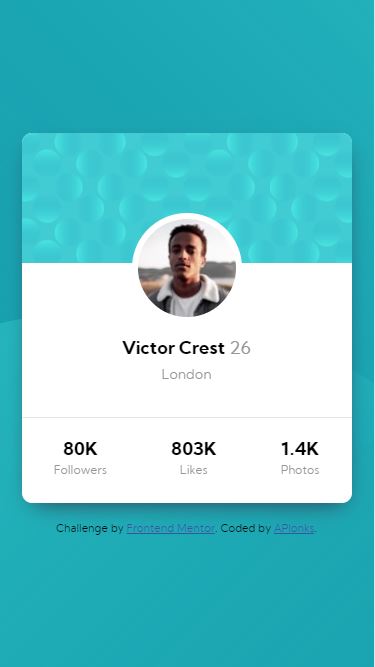 Victor Crest 26
London
80K 803K 1.4K
Followers Likes Photos
Challenge by Frontend Mentor. Coded by APlonks.